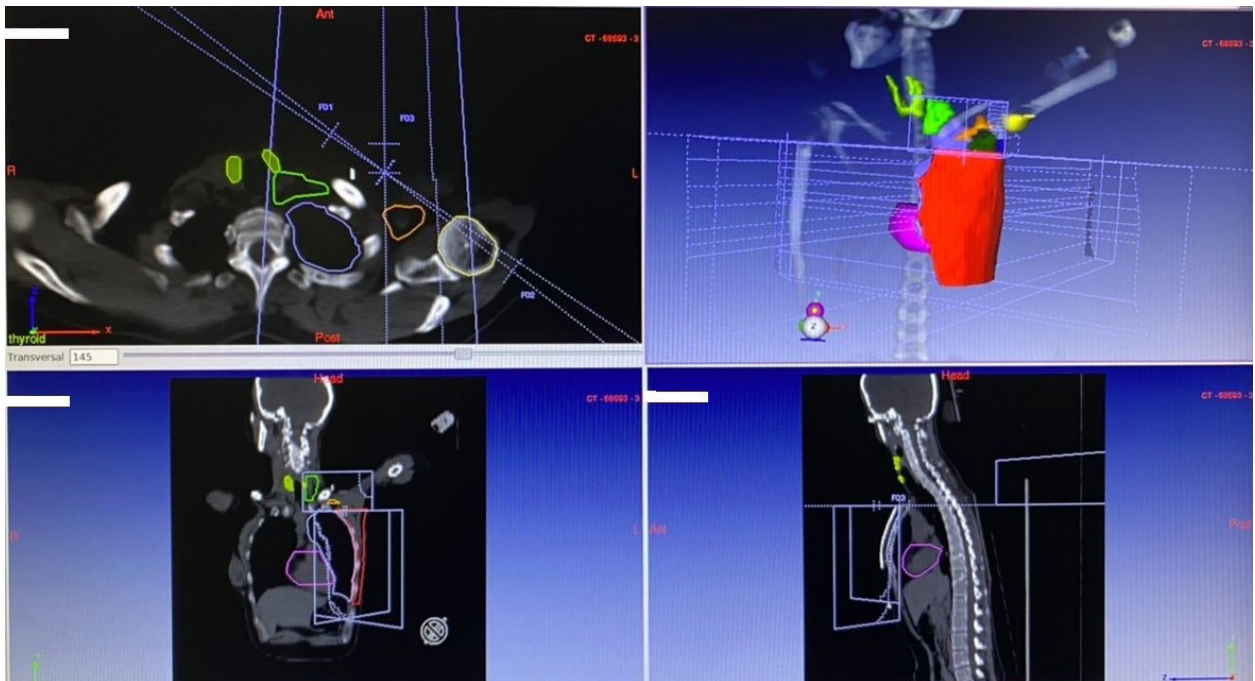 Ant
CT -68593 -3
F01
F03
R
L
F02
X
thyroid
Post
Transversal 145
CT -68593 -3
Z
Head
CT -68593 -3
R
L
Head
CT -68593 -3
F03
Ant
Post
Z